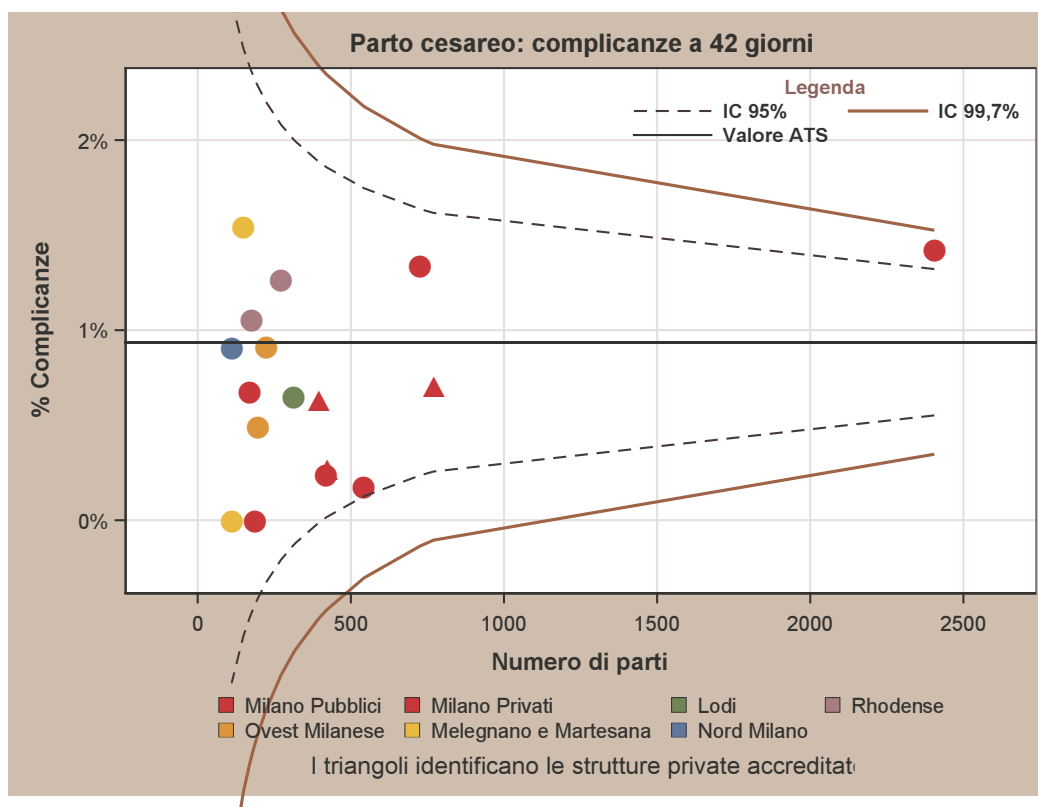 Parto cesareo: complicanze a 42 giorni
Legenda
IC 95% IC 99,7%
Valore ATS
% Complicanze
2%
1%
0%
0 500 1000 1500 2000 2500
Numero di parti
Milano Pubblici Milano Privati Lodi Rhodense
Ovest Milanese Melegnano e Martesana Nord Milano
I triangoli identificano le strutture private accreditat